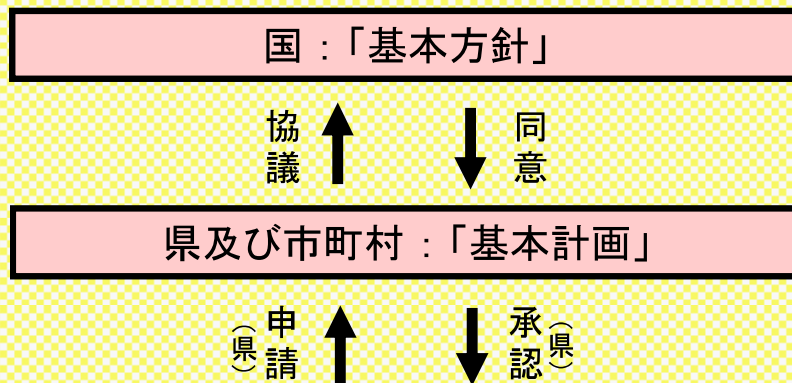 国：「基本方針」
協議
同意
県及び市町村：「基本計画」
申請
（県）
承認
（県）